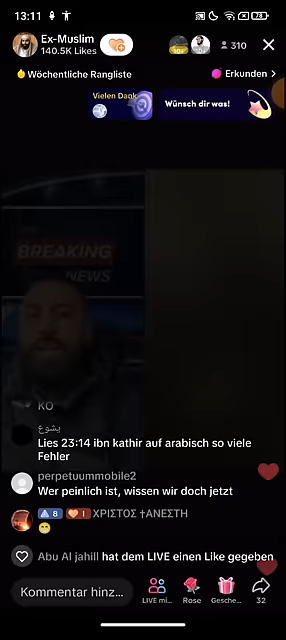 13:11
73
Ex-Muslim
140.5K Likes
310
Wöchentliche Rangliste
Erkunden >
Vielen Dank
Wünsch dir was!
BREAKING
NEWS
KO
يشوع
Lies 23:14 ibn kathir auf arabisch so viele
Fehler
perpetuummobile2
Wer peinlich ist, wissen wir doch jetzt
8
1
ΧΡΙΣΤΟΣ †ΑΝΕΣΤΗ
😁
Abu Al jahill hat dem LIVE einen Like gegeben
Kommentar hinz...
LIVE mi...
Rose
Gesche...
32